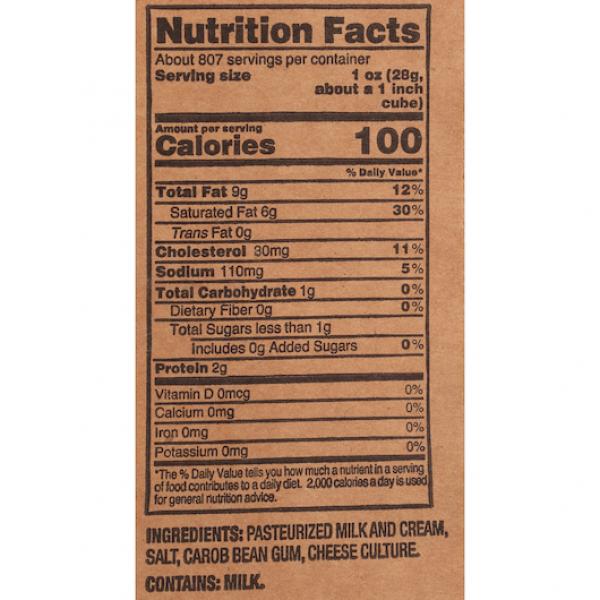 Nutrition Facts
About 807 servings per container
Serving size 1 oz (28g,
about a 1 inch
cube)
Amount per serving
Calories 100
% Daily Value*
Total Fat 9g 12%
Saturated Fat 6g 30%
Trans Fat 0g
Cholesterol 30mg 11%
Sodium 110mg 5%
Total Carbohydrate 1g 0%
Dietary Fiber 0g 0%
Total Sugars less than 1g
Includes 0g Added Sugars 0%
Protein 2g
Vitamin D 0mcg 0%
Calcium 0mg 0%
Iron 0mg 0%
Potassium 0mg 0%
*The % Daily Value tells you how much a nutrient in a serving
of food contributes to a daily diet. 2,000 calories a day is used
for general nutrition advice.
INGREDIENTS: PASTEURIZED MILK AND CREAM,
SALT, CAROB BEAN GUM, CHEESE CULTURE.
CONTAINS: MILK.